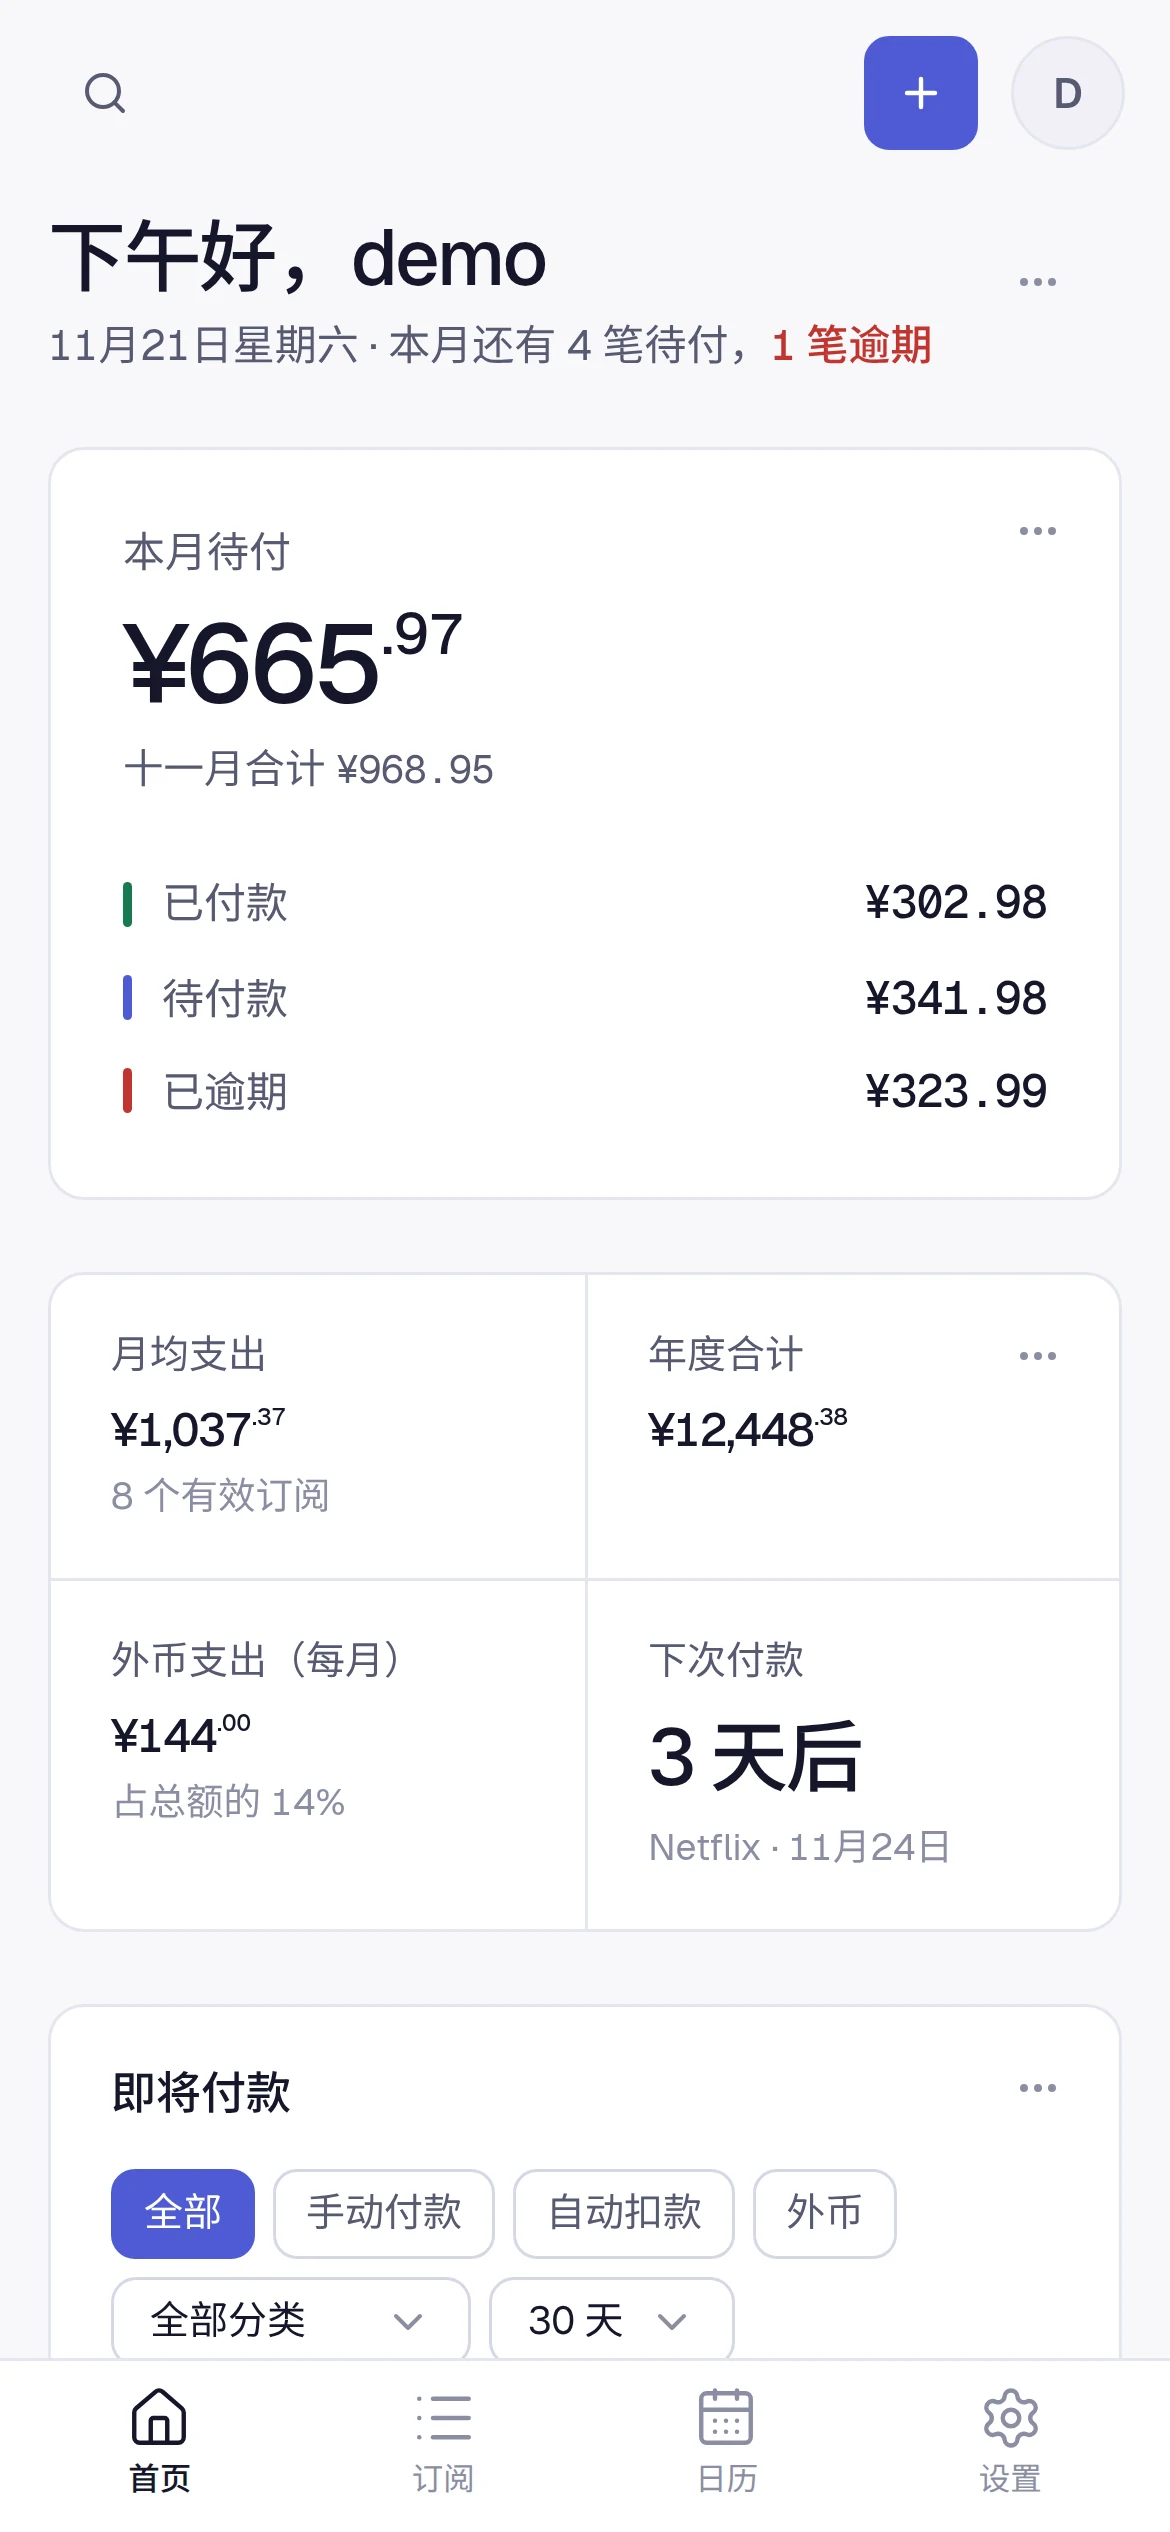 D
下午好，demo
11月21日星期六 · 本月还有 4 笔待付，1 笔逾期
本月待付
¥665.97
十一月合计 ¥968.95
已付款 ¥302.98
待付款 ¥341.98
已逾期 ¥323.99
月均支出
¥1,037.37
8 个有效订阅
年度合计
¥12,448.38
外币支出（每月）
¥144.00
占总额的 14%
下次付款
3 天后
Netflix · 11月24日
即将付款
全部 手动付款 自动扣款 外币
全部分类 30 天
首页 订阅 日历 设置